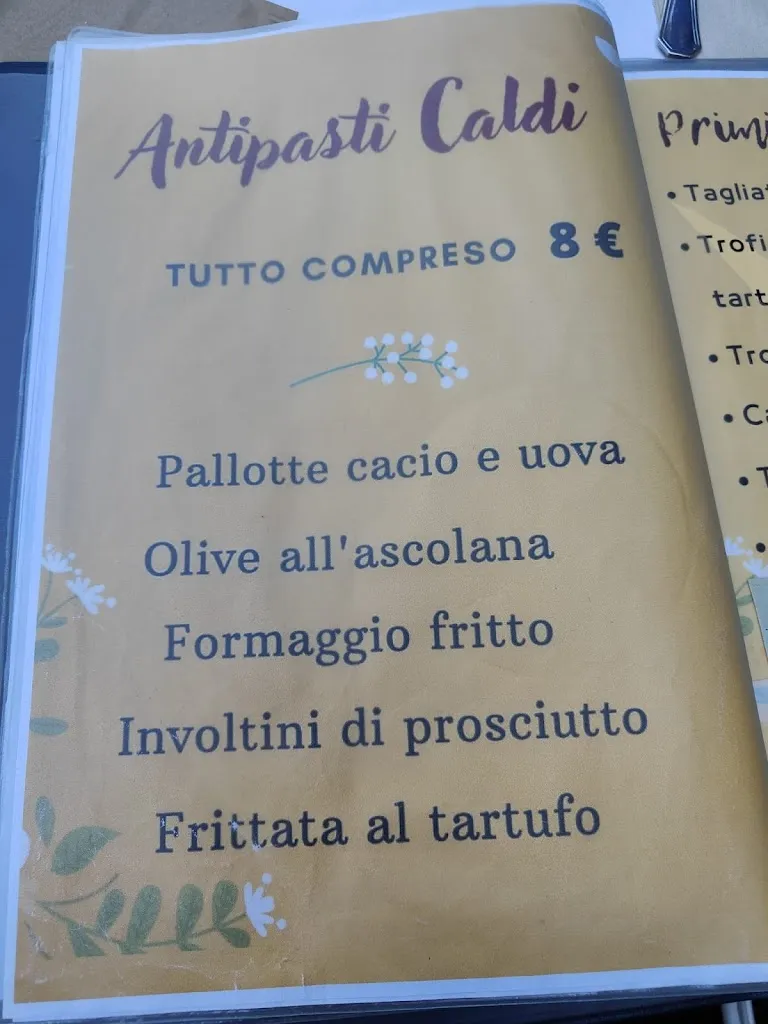 Antipasti Caldi
TUTTO COMPRESO 8 €
Pallotte cacio e uova
Olive all'ascolana
Formaggio fritto
Involtini di prosciutto
Frittata al tartufo
• Trofi